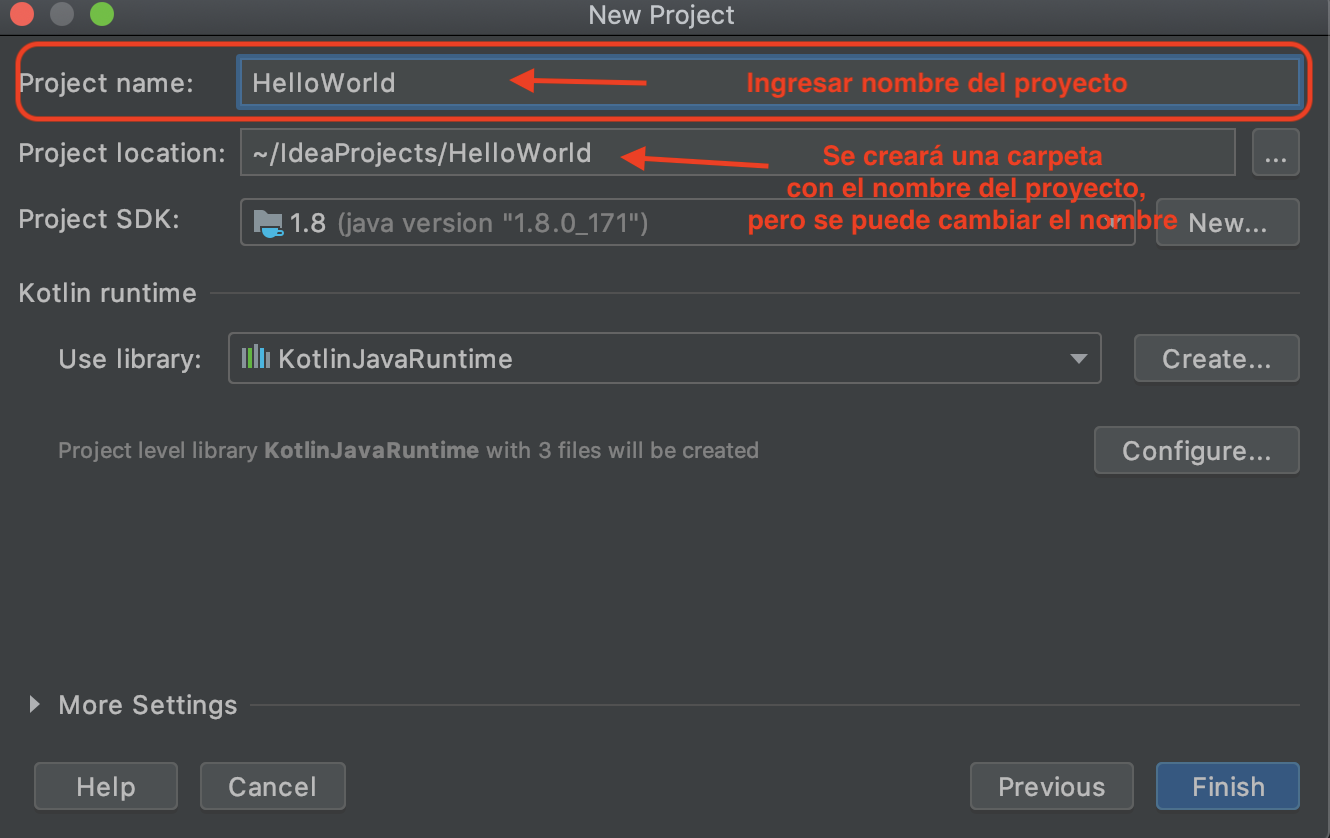 New Project
Project name: HelloWorld Ingresar nombre del proyecto
Project location: ~/IdeaProjects/HelloWorld ...
Se creará una carpeta
con el nombre del proyecto,
pero se puede cambiar el nombre
Project SDK: 1.8 (java version "1.8.0_171") New...
Kotlin runtime
Use library: KotlinJavaRuntime Create...
Project level library KotlinJavaRuntime with 3 files will be created Configure...
More Settings
Help Cancel Previous Finish